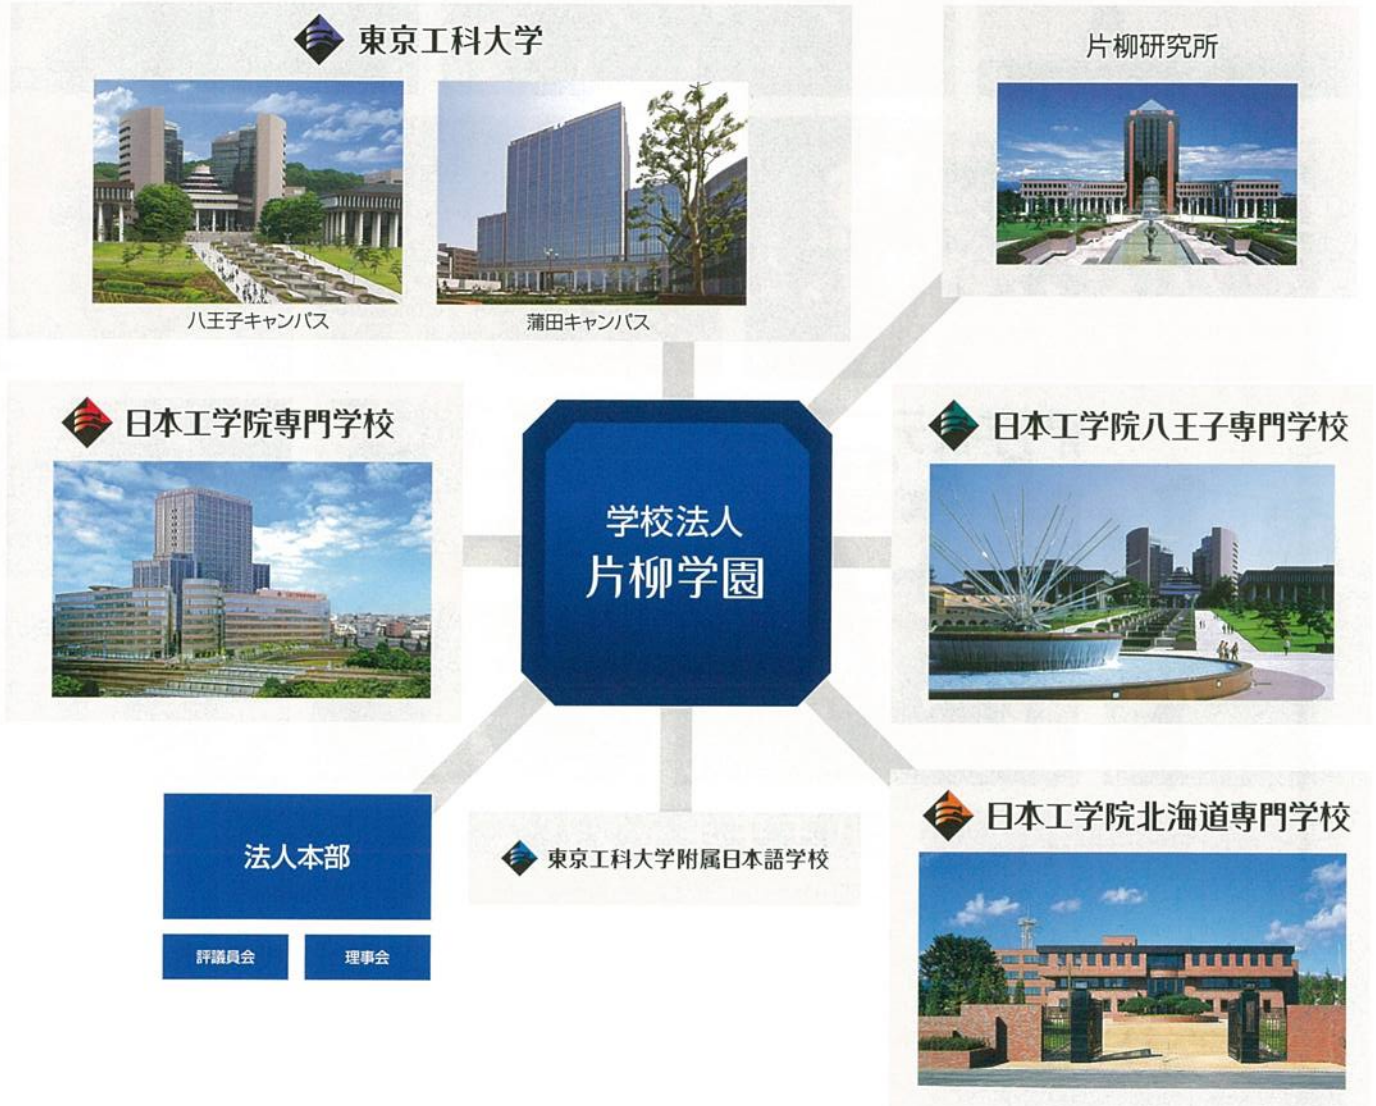 東京工科大学
片柳研究所
八王子キャンパス
蒲田キャンパス
日本工学院専門学校
日本工学院八王子専門学校
学校法人
片柳学園
法人本部
東京工科大学附属日本語学校
日本工学院北海道専門学校
評議員会
理事会